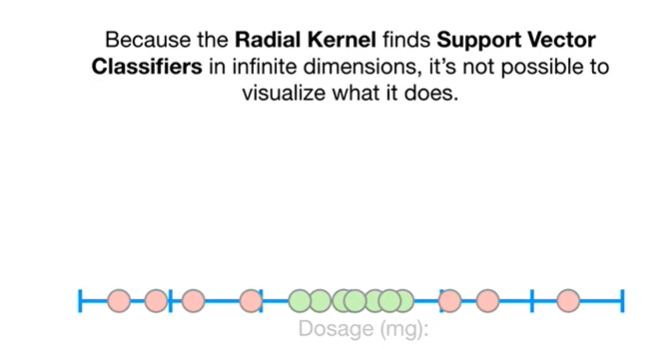 Because the Radial Kernel finds Support Vector
Classifiers in infinite dimensions, it's not possible to
visualize what it does.
Dosage (mg):